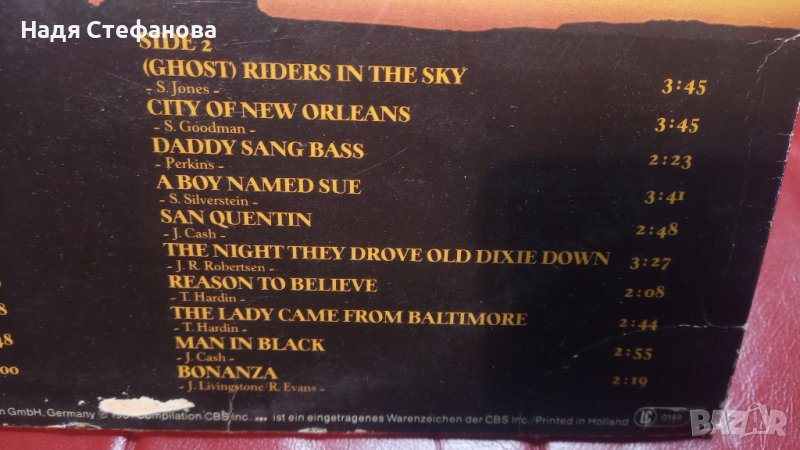 Надя Стефанова
SIDE 2
(GHOST) RIDERS IN THE SKY 3:45
- S. Jones -
CITY OF NEW ORLEANS 3:45
- S. Goodman -
DADDY SANG BASS 2:23
- Perkins -
A BOY NAMED SUE 3:41
- S. Silverstein -
SAN QUENTIN 2:48
- J. Cash -
THE NIGHT THEY DROVE OLD DIXIE DOWN 3:27
- J. R. Robertsen -
REASON TO BELIEVE 2:08
- T. Hardin -
THE LADY CAME FROM BALTIMORE 2:44
- T. Hardin -
MAN IN BLACK 2:55
- J. Cash -
BONANZA 2:19
- J. Livingstone/R. Evans -
GmbH, Germany Compilation CBS Inc. ist ein eingetragenes Warenzeichen der CBS Inc./Printed in Holland
BAZAR